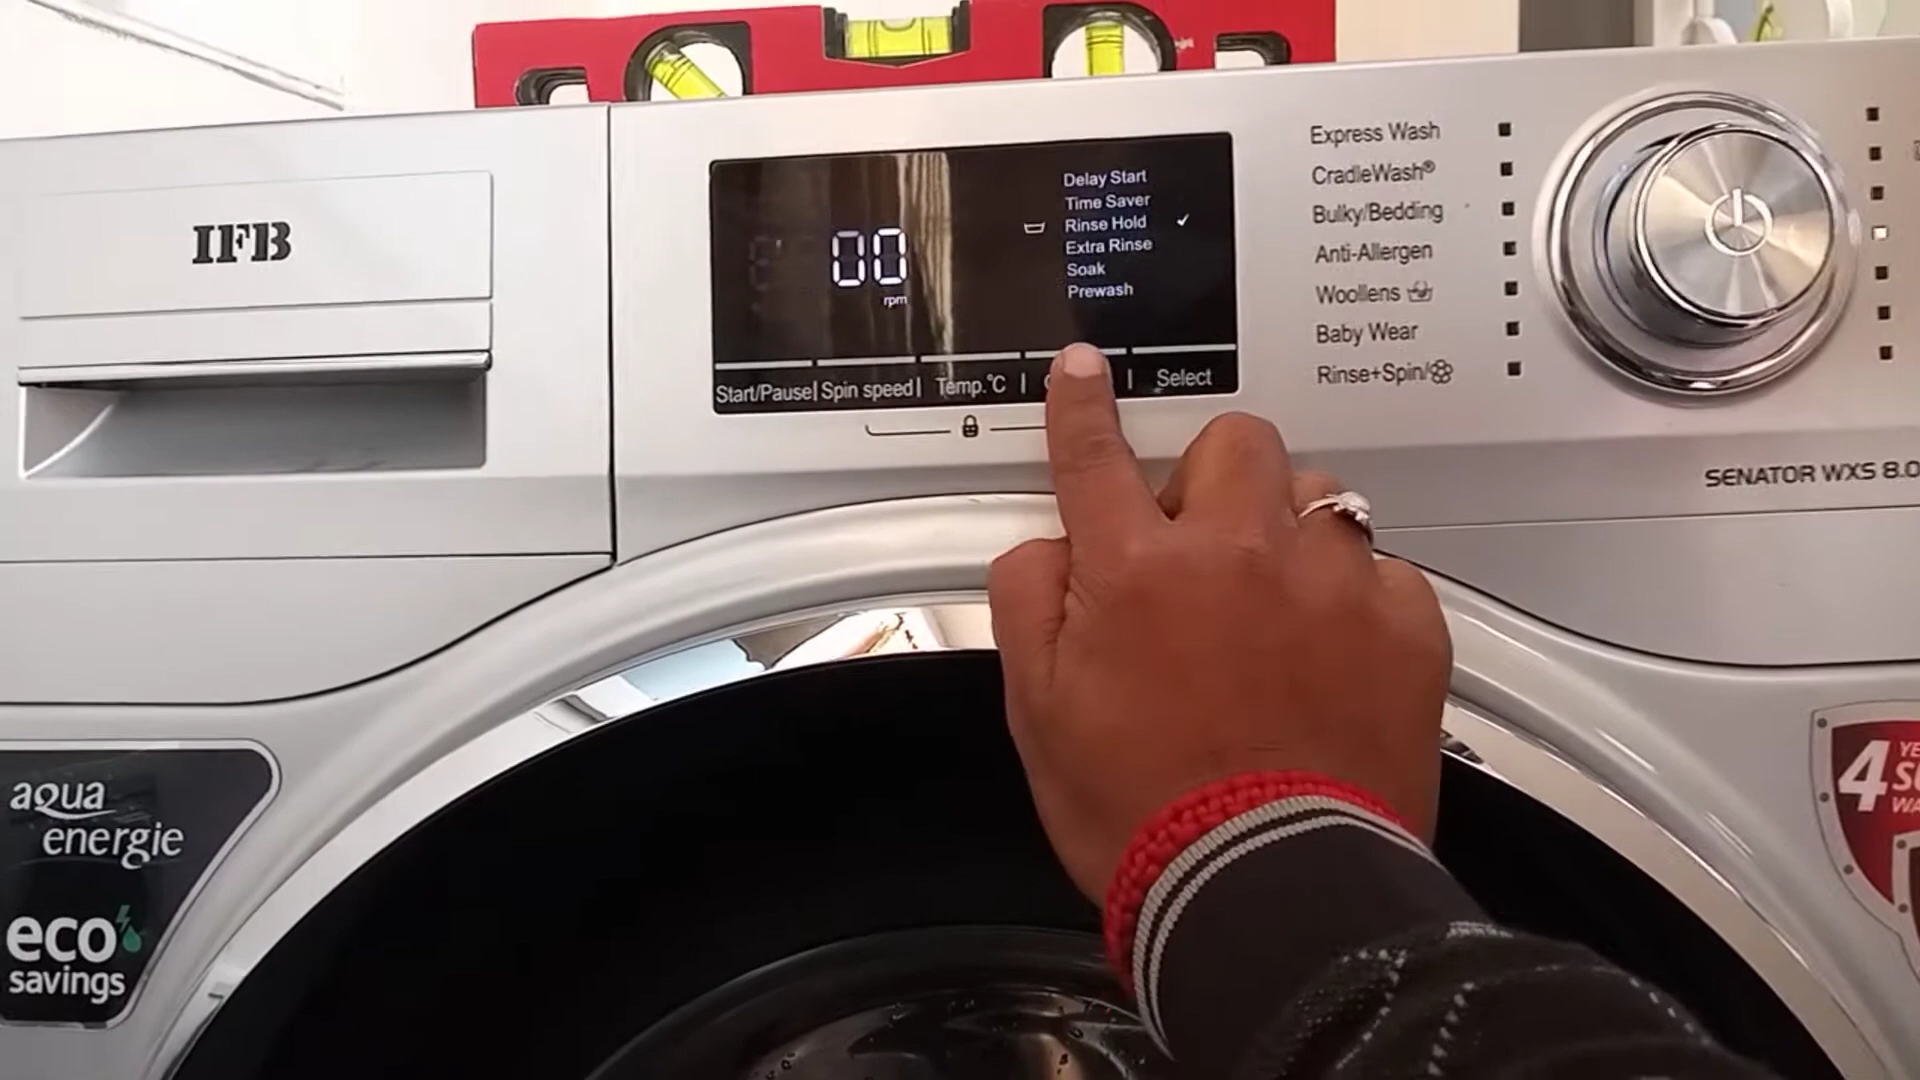 IFB
00
rpm
Delay Start
Time Saver
Rinse Hold
Extra Rinse
Soak
Prewash
Start/Pause
Spin speed
Temp.°C
Select
Express Wash
CradleWash®
Bulky/Bedding
Anti-Allergen
Woollens
Baby Wear
Rinse+Spin/
SENATOR WXS 8.0
aqua
energie
eco
savings
4